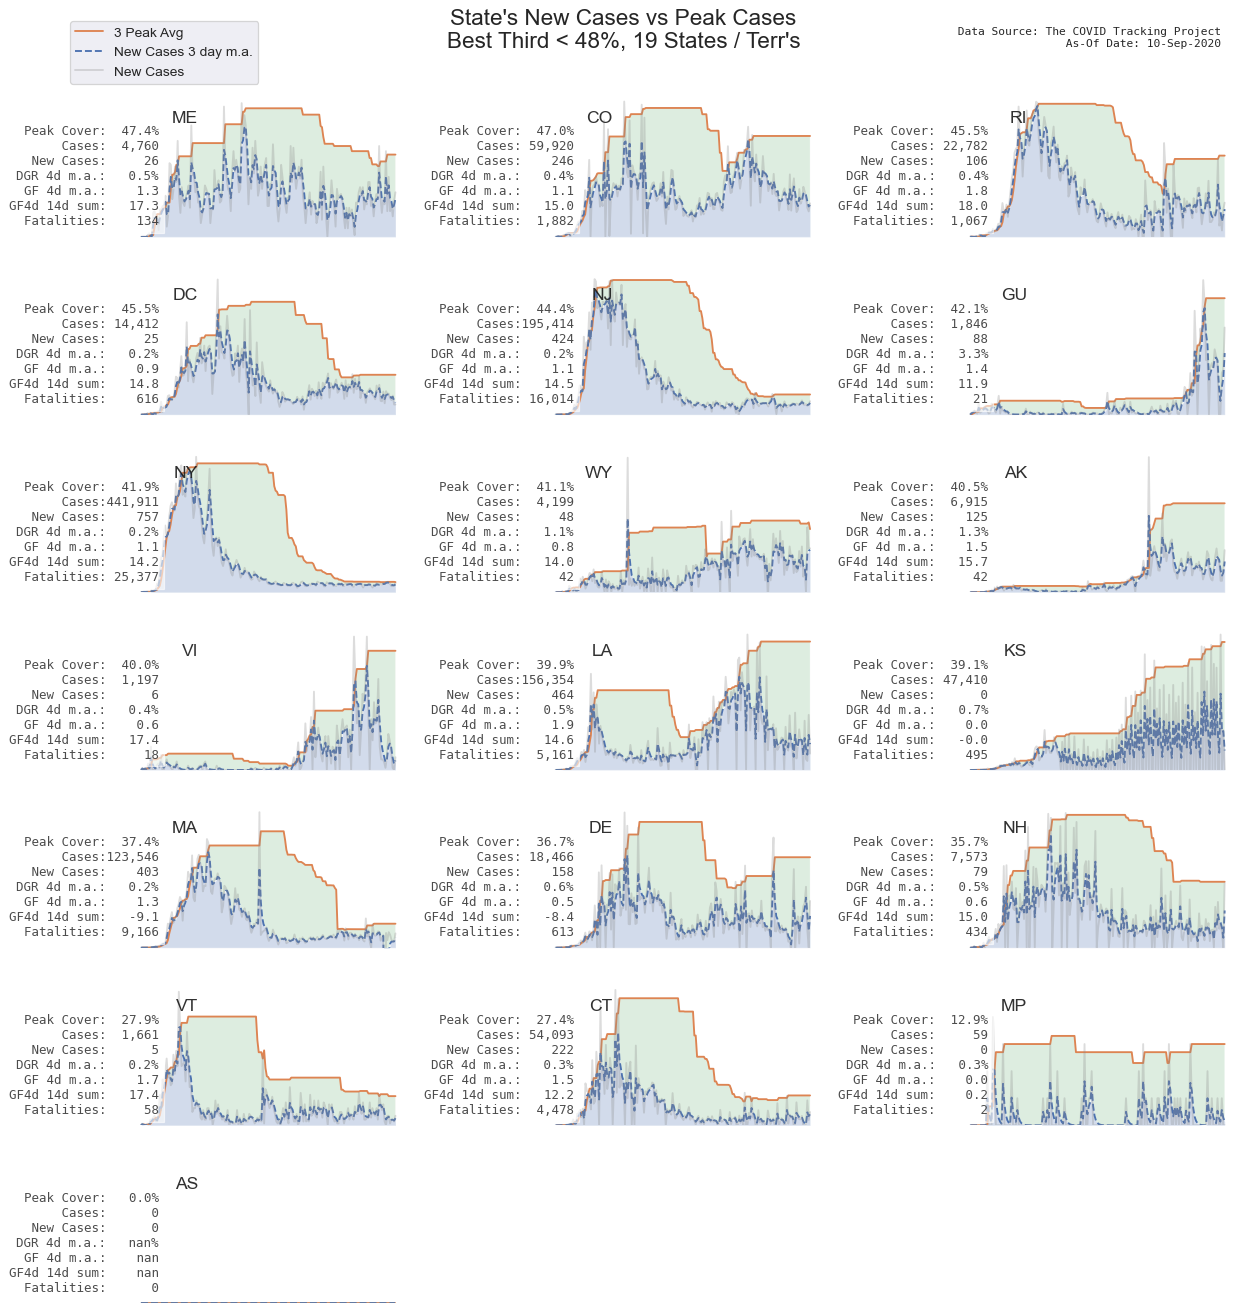 State's New Cases vs Peak Cases
Best Third < 48%, 19 States / Terr's
3 Peak Avg
New Cases 3 day m.a.
New Cases
Data Source: The COVID Tracking Project
As-Of Date: 10-Sep-2020
ME
Peak Cover: 47.4%
Cases: 4,760
New Cases: 26
DGR 4d m.a.: 0.5%
GF 4d m.a.: 1.3
GF4d 14d sum: 17.3
Fatalities: 134
CO
Peak Cover: 47.0%
Cases: 59,920
New Cases: 246
DGR 4d m.a.: 0.4%
GF 4d m.a.: 1.1
GF4d 14d sum: 15.0
Fatalities: 1,882
RI
Peak Cover: 45.5%
Cases: 22,782
New Cases: 106
DGR 4d m.a.: 0.4%
GF 4d m.a.: 1.8
GF4d 14d sum: 18.0
Fatalities: 1,067
DC
Peak Cover: 45.5%
Cases: 14,412
New Cases: 25
DGR 4d m.a.: 0.2%
GF 4d m.a.: 0.9
GF4d 14d sum: 14.8
Fatalities: 616
NJ
Peak Cover: 44.4%
Cases:195,414
New Cases: 424
DGR 4d m.a.: 0.2%
GF 4d m.a.: 1.1
GF4d 14d sum: 14.5
Fatalities: 16,014
GU
Peak Cover: 42.1%
Cases: 1,846
New Cases: 88
DGR 4d m.a.: 3.3%
GF 4d m.a.: 1.4
GF4d 14d sum: 11.9
Fatalities: 21
NY
Peak Cover: 41.9%
Cases:441,911
New Cases: 757
DGR 4d m.a.: 0.2%
GF 4d m.a.: 1.1
GF4d 14d sum: 14.2
Fatalities: 25,377
WY
Peak Cover: 41.1%
Cases: 4,199
New Cases: 48
DGR 4d m.a.: 1.1%
GF 4d m.a.: 0.8
GF4d 14d sum: 14.0
Fatalities: 42
AK
Peak Cover: 40.5%
Cases: 6,915
New Cases: 125
DGR 4d m.a.: 1.3%
GF 4d m.a.: 1.5
GF4d 14d sum: 15.7
Fatalities: 42
VI
Peak Cover: 40.0%
Cases: 1,197
New Cases: 6
DGR 4d m.a.: 0.4%
GF 4d m.a.: 0.6
GF4d 14d sum: 17.4
Fatalities: 18
LA
Peak Cover: 39.9%
Cases:156,354
New Cases: 464
DGR 4d m.a.: 0.5%
GF 4d m.a.: 1.9
GF4d 14d sum: 14.6
Fatalities: 5,161
KS
Peak Cover: 39.1%
Cases: 47,410
New Cases: 0
DGR 4d m.a.: 0.7%
GF 4d m.a.: 0.0
GF4d 14d sum: -0.0
Fatalities: 495
MA
Peak Cover: 37.4%
Cases:123,546
New Cases: 403
DGR 4d m.a.: 0.2%
GF 4d m.a.: 1.3
GF4d 14d sum: -9.1
Fatalities: 9,166
DE
Peak Cover: 36.7%
Cases: 18,466
New Cases: 158
DGR 4d m.a.: 0.6%
GF 4d m.a.: 0.5
GF4d 14d sum: -8.4
Fatalities: 613
NH
Peak Cover: 35.7%
Cases: 7,573
New Cases: 79
DGR 4d m.a.: 0.5%
GF 4d m.a.: 0.6
GF4d 14d sum: 15.0
Fatalities: 434
VT
Peak Cover: 27.9%
Cases: 1,661
New Cases: 5
DGR 4d m.a.: 0.2%
GF 4d m.a.: 1.7
GF4d 14d sum: 17.4
Fatalities: 58
CT
Peak Cover: 27.4%
Cases: 54,093
New Cases: 222
DGR 4d m.a.: 0.3%
GF 4d m.a.: 1.5
GF4d 14d sum: 12.2
Fatalities: 4,478
MP
Peak Cover: 12.9%
Cases: 59
New Cases: 0
DGR 4d m.a.: 0.3%
GF 4d m.a.: 0.0
GF4d 14d sum: 0.2
Fatalities: 2
AS
Peak Cover: 0.0%
Cases: 0
New Cases: 0
DGR 4d m.a.: nan%
GF 4d m.a.: nan
GF4d 14d sum: nan
Fatalities: 0